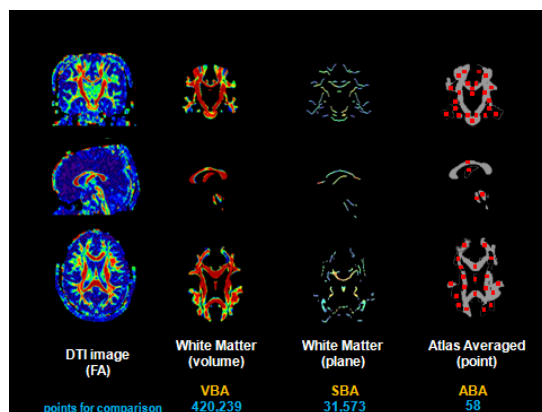 DTI image
(FA)
White Matter
(volume)
White Matter
(plane)
Atlas Averaged
(point)
VBA
SBA
ABA
points for comparison
420.239
31.573
58